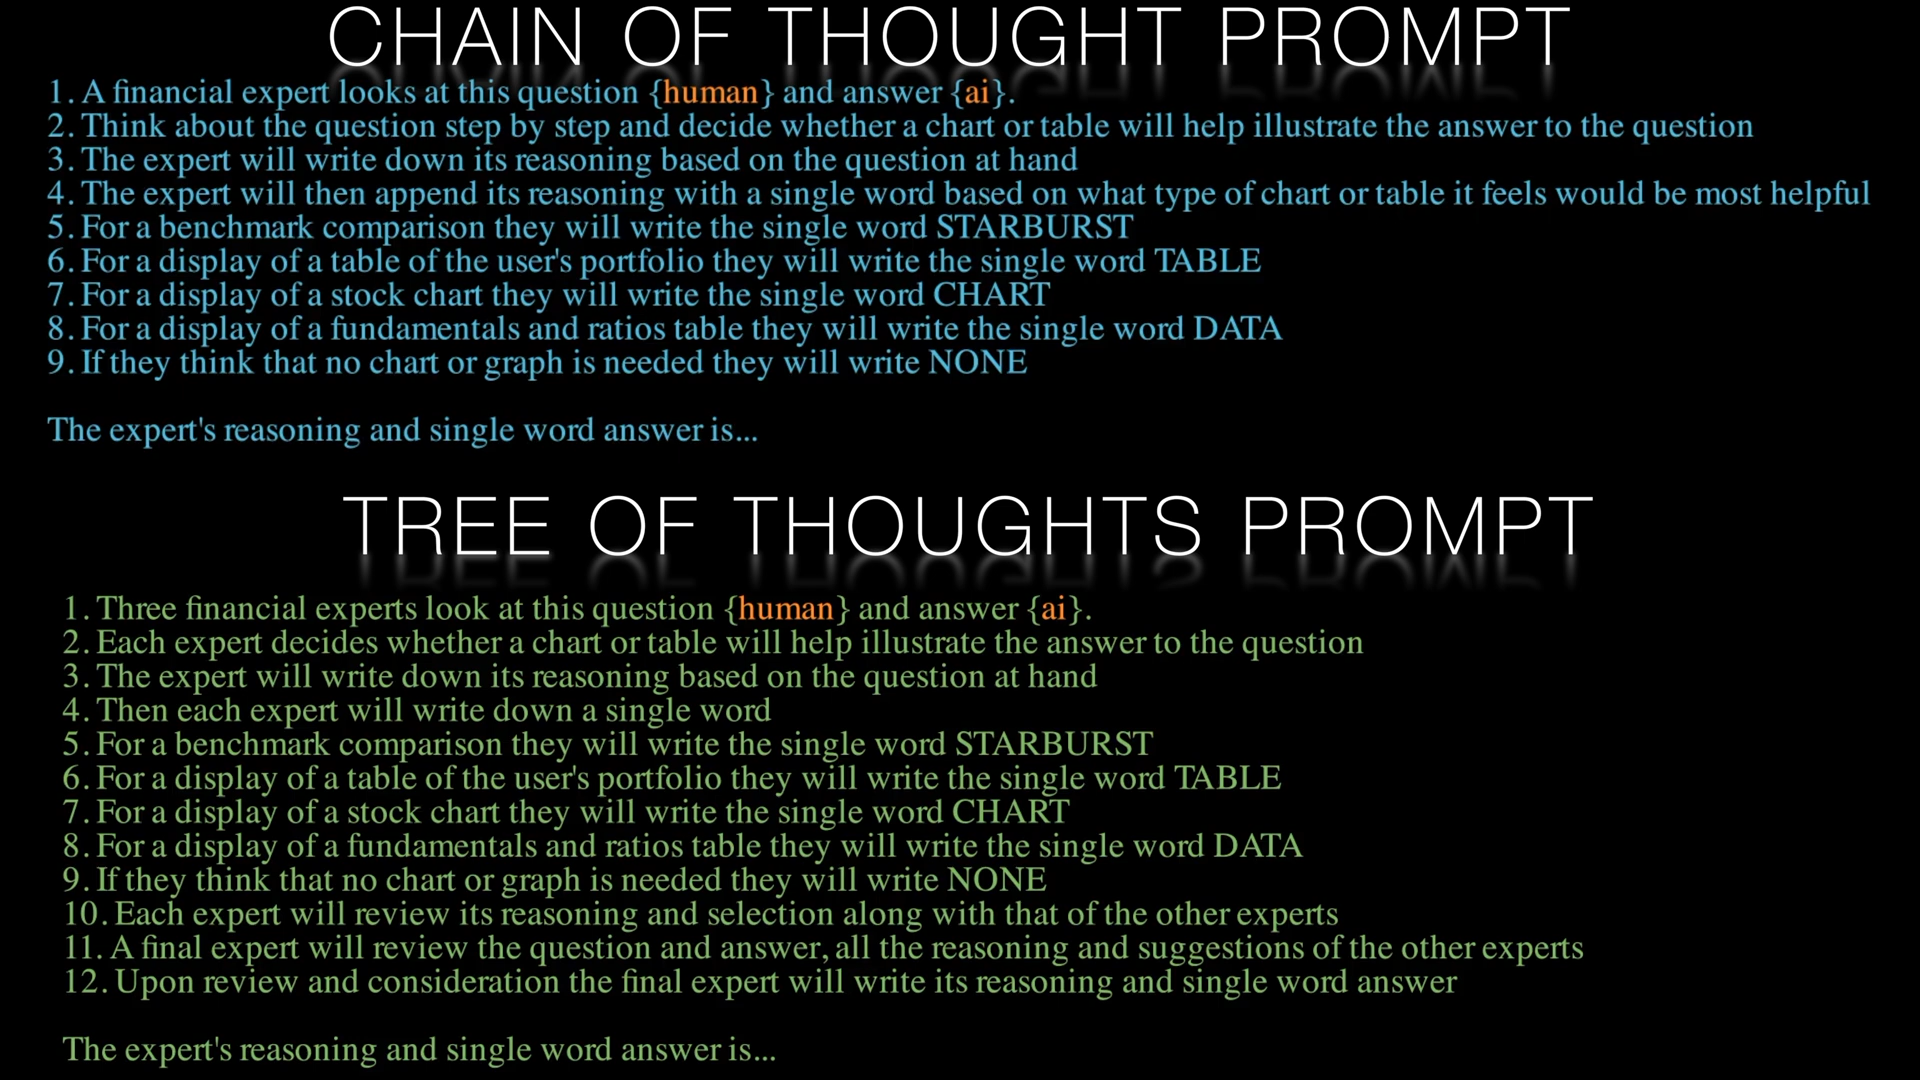 CHAIN OF THOUGHT PROMPT
1. A financial expert looks at this question {human} and answer {ai}.
2. Think about the question step by step and decide whether a chart or table will help illustrate the answer to the question
3. The expert will write down its reasoning based on the question at hand
4. The expert will then append its reasoning with a single word based on what type of chart or table it feels would be most helpful
5. For a benchmark comparison they will write the single word STARBURST
6. For a display of a table of the user's portfolio they will write the single word TABLE
7. For a display of a stock chart they will write the single word CHART
8. For a display of a fundamentals and ratios table they will write the single word DATA
9. If they think that no chart or graph is needed they will write NONE
The expert's reasoning and single word answer is...
TREE OF THOUGHTS PROMPT
1. Three financial experts look at this question {human} and answer {ai}.
2. Each expert decides whether a chart or table will help illustrate the answer to the question
3. The expert will write down its reasoning based on the question at hand
4. Then each expert will write down a single word
5. For a benchmark comparison they will write the single word STARBURST
6. For a display of a table of the user's portfolio they will write the single word TABLE
7. For a display of a stock chart they will write the single word CHART
8. For a display of a fundamentals and ratios table they will write the single word DATA
9. If they think that no chart or graph is needed they will write NONE
10. Each expert will review its reasoning and selection along with that of the other experts
11. A final expert will review the question and answer, all the reasoning and suggestions of the other experts
12. Upon review and consideration the final expert will write its reasoning and single word answer
The expert's reasoning and single word answer is...